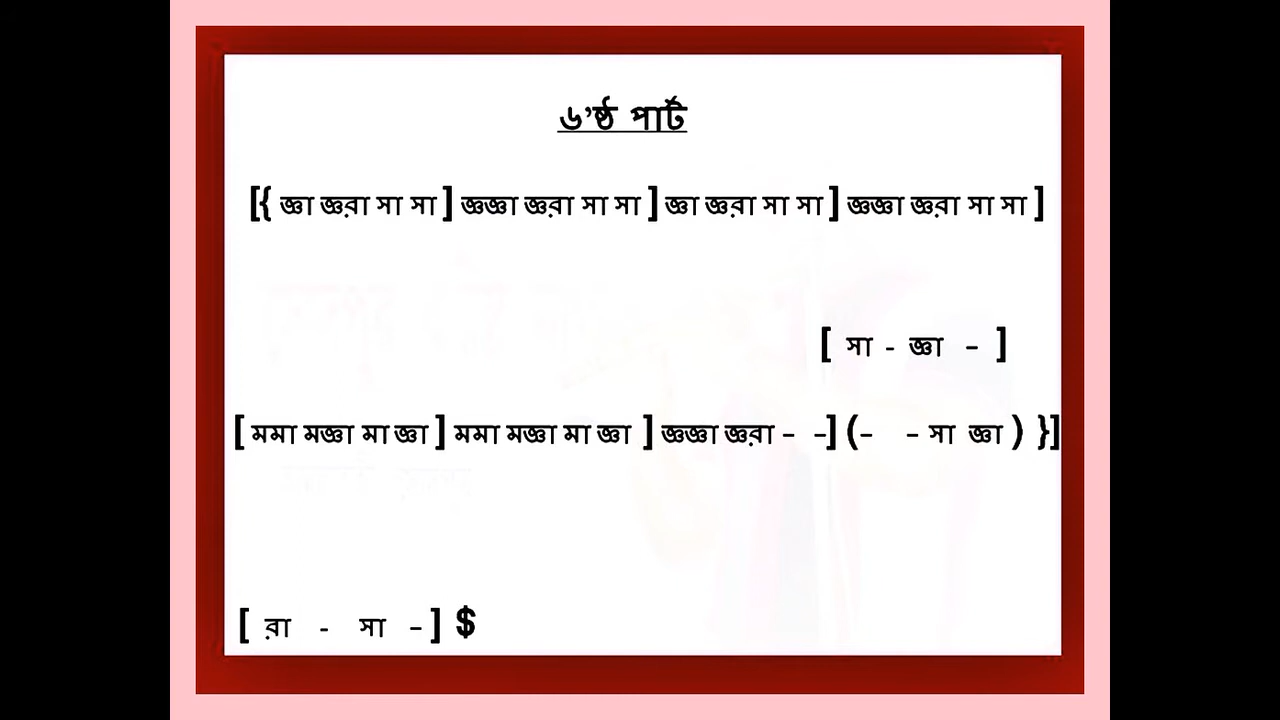 ৬’ষ্ঠ পার্ট
[{ জ্ঞা জ্ঞরা সা সা ] জ্ঞজ্ঞা জ্ঞরা সা সা ] জ্ঞা জ্ঞরা সা সা ] জ্ঞজ্ঞা জ্ঞরা সা সা ]
[ সা - জ্ঞা – ]
[ মমা মজ্ঞা মা জ্ঞা ] মমা মজ্ঞা মা জ্ঞা ] জ্ঞজ্ঞা জ্ঞরা – –] (– – সা জ্ঞা ) }]
[ রা - সা – ] $